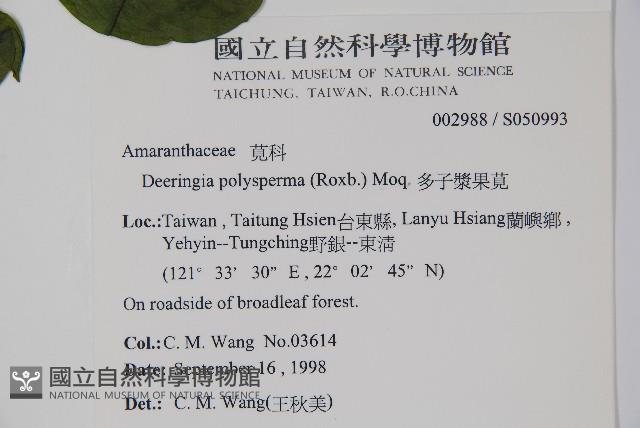 國立自然科學博物館
NATIONAL MUSEUM OF NATURAL SCIENCE
TAICHUNG, TAIWAN, R.O.CHINA
002988 / S050993
Amaranthaceae 莧科
Deeringia polysperma (Roxb.) Moq. 多子漿果莧
Loc.:Taiwan , Taitung Hsien台東縣, Lanyu Hsiang蘭嶼鄉 ,
Yehyin--Tungching野銀--東清
(121° 33’ 30” E , 22° 02’ 45” N)
On roadside of broadleaf forest.
Col.: C. M. Wang No.03614
Date: September 16 , 1998
國立自然科學博物館
NATIONAL MUSEUM OF NATURAL SCIENCE
Det.: C. M. Wang(王秋美)